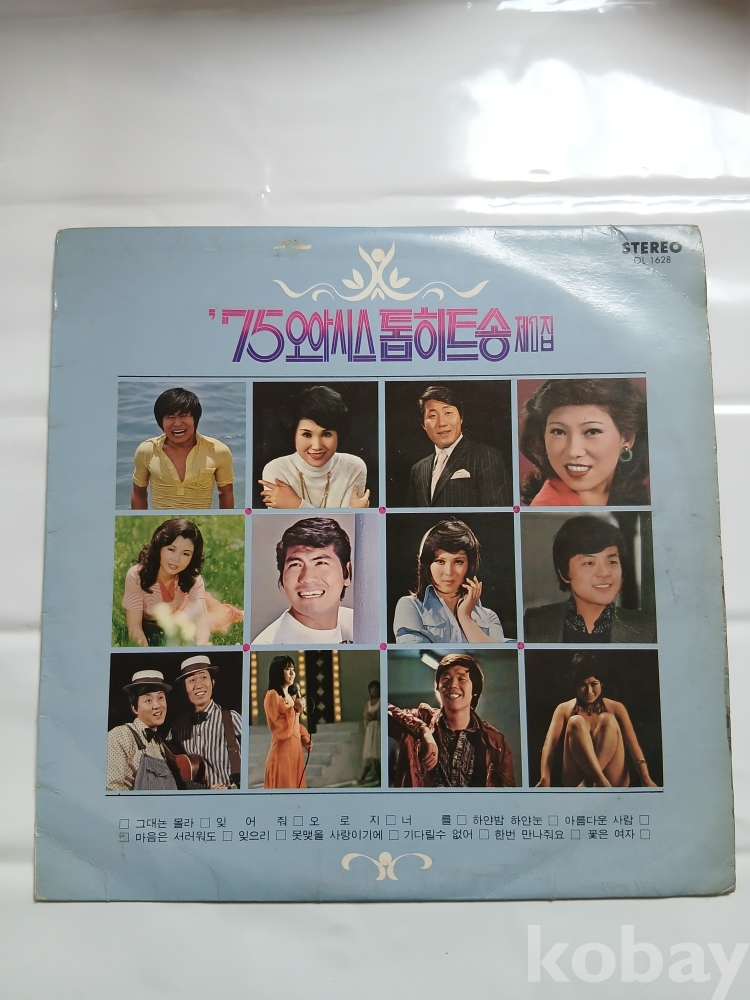 STEREO
OL 1628
'75 오아시스 톱히트송 제1집
□ 그대는 몰라 □ 잊어줘 □ 오로지 □ 너를 □ 하얀밤 하얀눈 □ 아름다운 사람 □
□ 마음은 서러워도 □ 잊으리 □ 못맺을 사랑이기에 □ 기다릴수 없어 □ 한번 만나줘요 □ 꽃은 여자 □
kobay